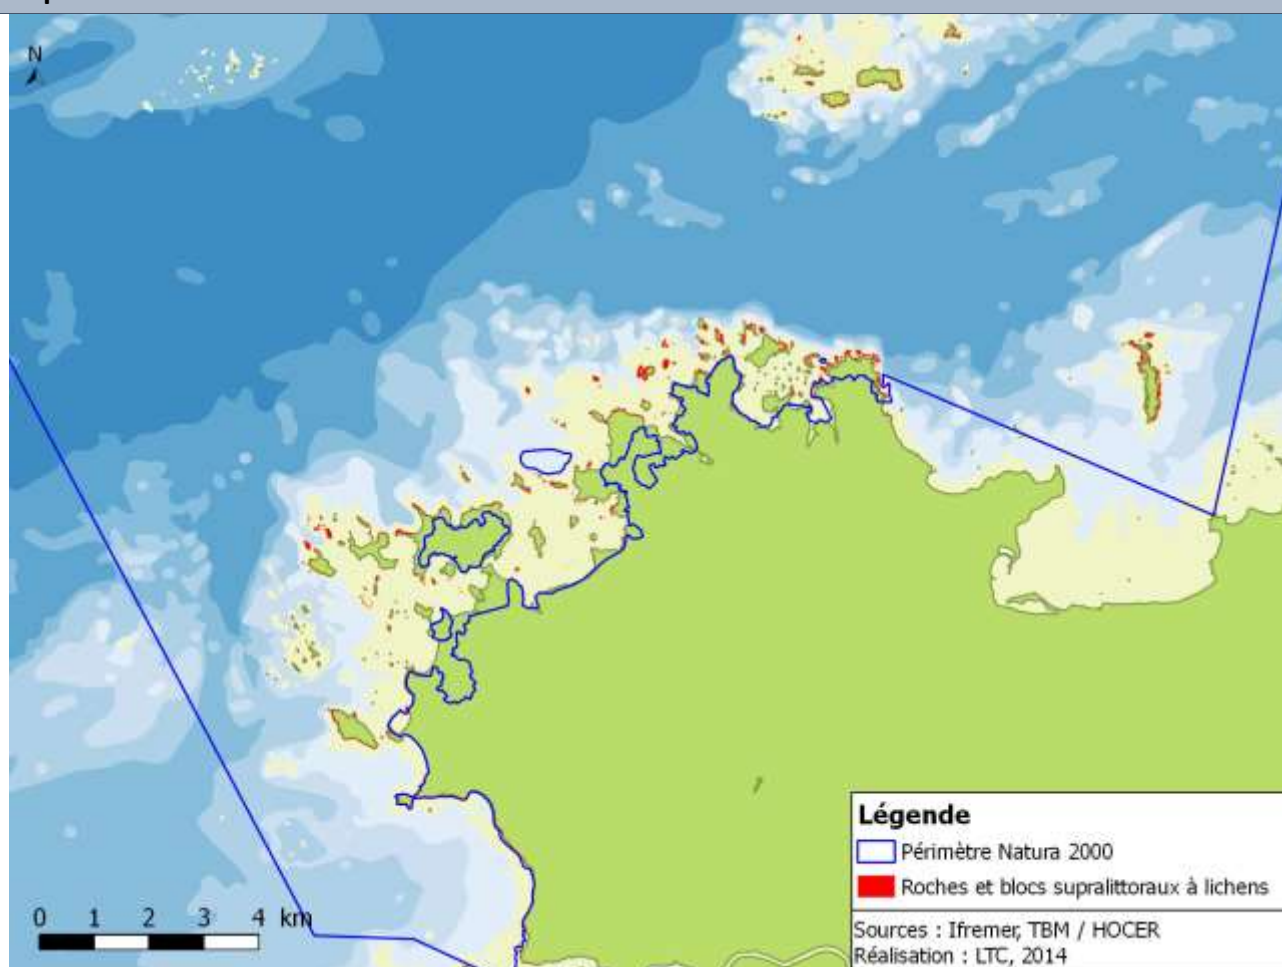 N
Légende
Périmètre Natura 2000
Roches et blocs supralittoraux à lichens
0 1 2 3 4 km
Sources : Ifremer, TBM / HOCER
Réalisation : LTC, 2014